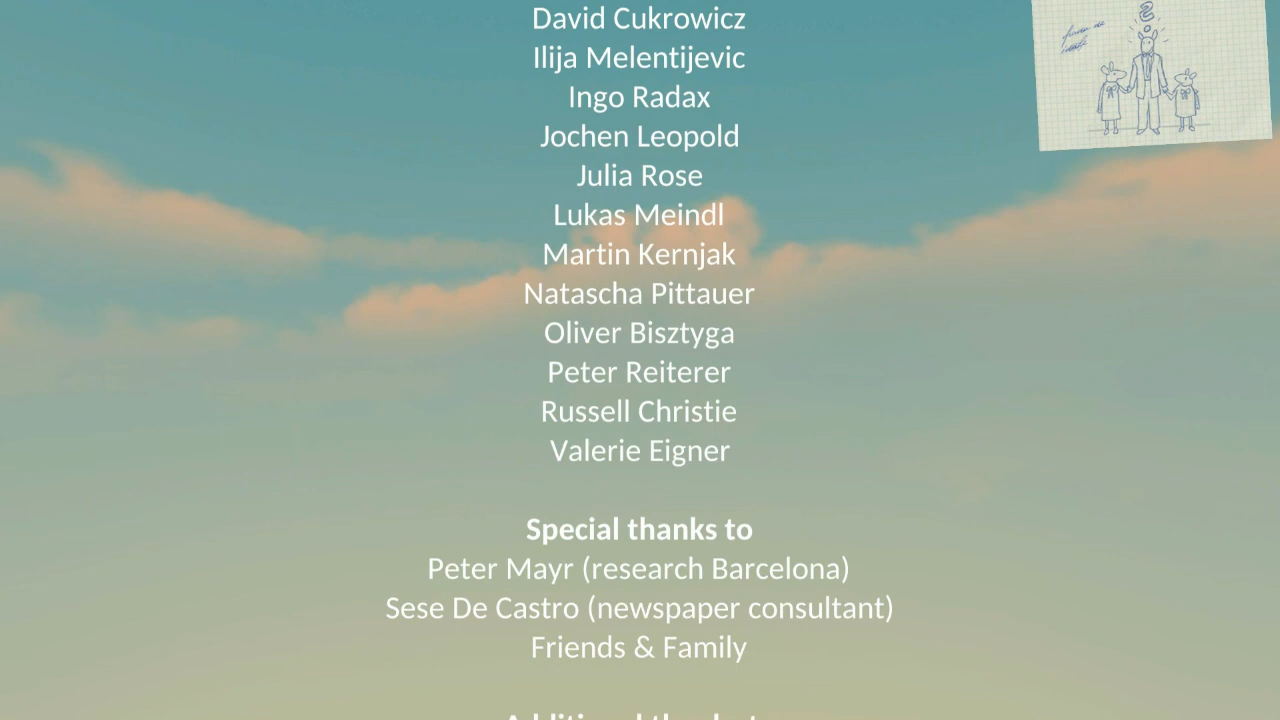 David Cukrowicz
Ilija Melentijevic
Ingo Radax
Jochen Leopold
Julia Rose
Lukas Meindl
Martin Kernjak
Natascha Pittauer
Oliver Bisztyga
Peter Reiterer
Russell Christie
Valerie Eigner
Special thanks to
Peter Mayr (research Barcelona)
Sese De Castro (newspaper consultant)
Friends & Family